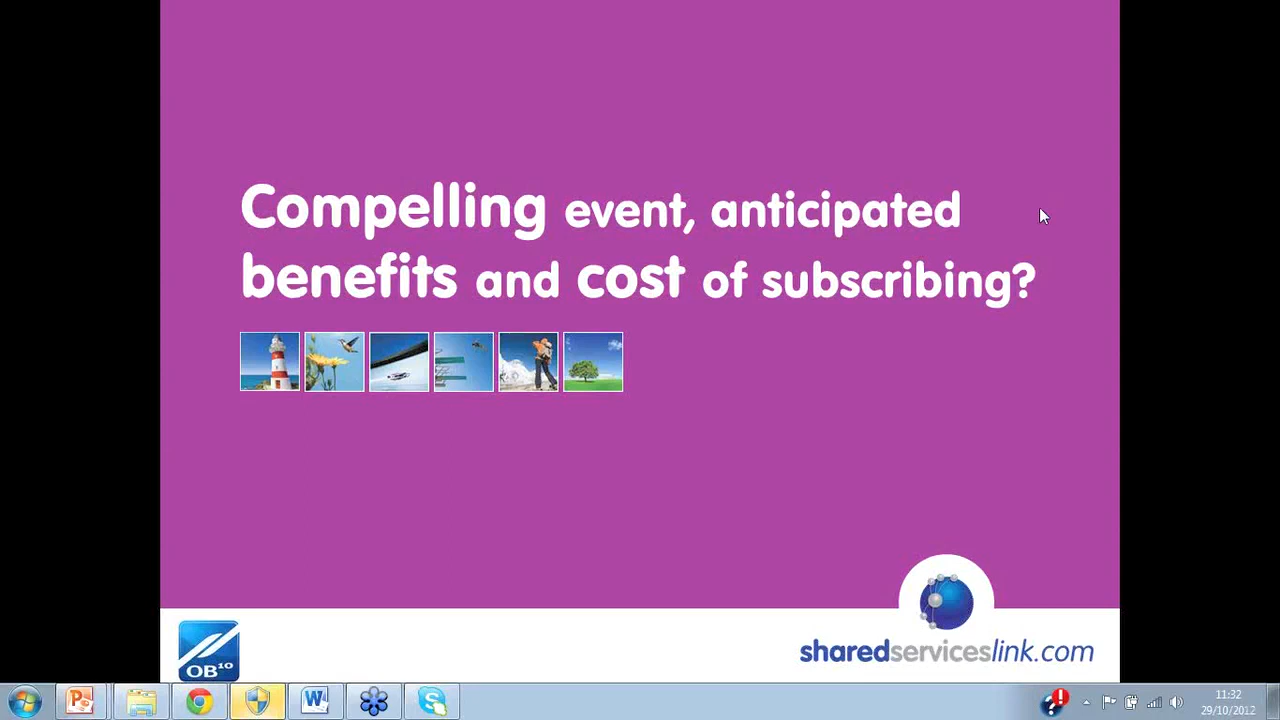 Compelling event, anticipated
benefits and cost of subscribing?
OB10
sharedserviceslink.com
11:32
29/10/2012